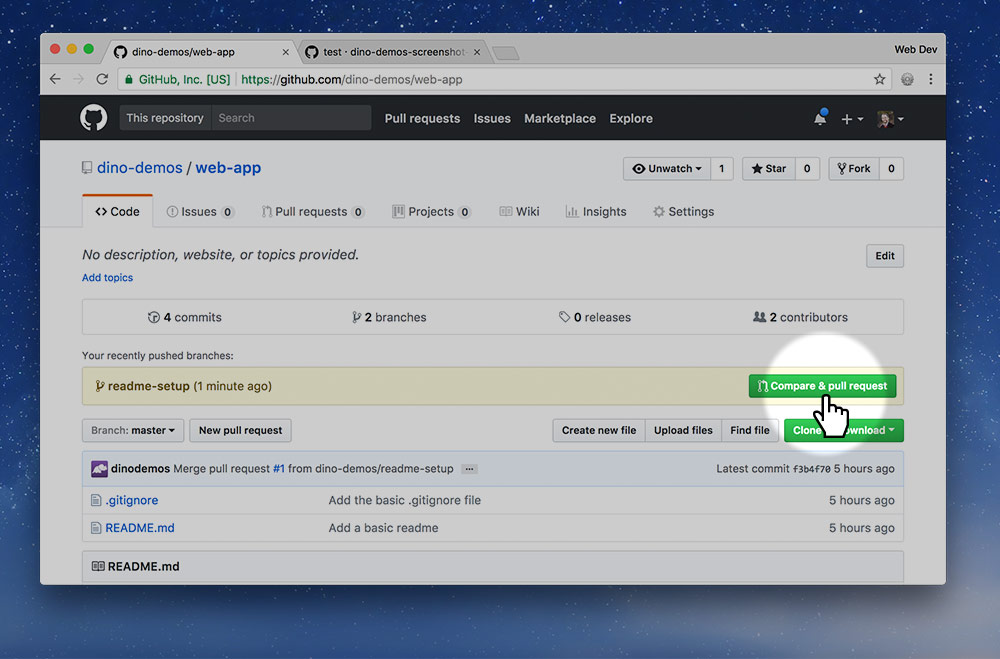 dino-demos/web-app × test · dino-demos-screenshot × Web Dev
GitHub, Inc. [US] https://github.com/dino-demos/web-app
This repository Search Pull requests Issues Marketplace Explore
dino-demos / web-app Unwatch 1 Star 0 Fork 0
Code Issues 0 Pull requests 0 Projects 0 Wiki Insights Settings
No description, website, or topics provided. Edit
Add topics
4 commits 2 branches 0 releases 2 contributors
Your recently pushed branches:
readme-setup (1 minute ago) Compare & pull request
Branch: master New pull request Create new file Upload files Find file Clone ownload
dinodemos Merge pull request #1 from dino-demos/readme-setup ... Latest commit f3b4f70 5 hours ago
.gitignore Add the basic .gitignore file 5 hours ago
README.md Add a basic readme 5 hours ago
README.md